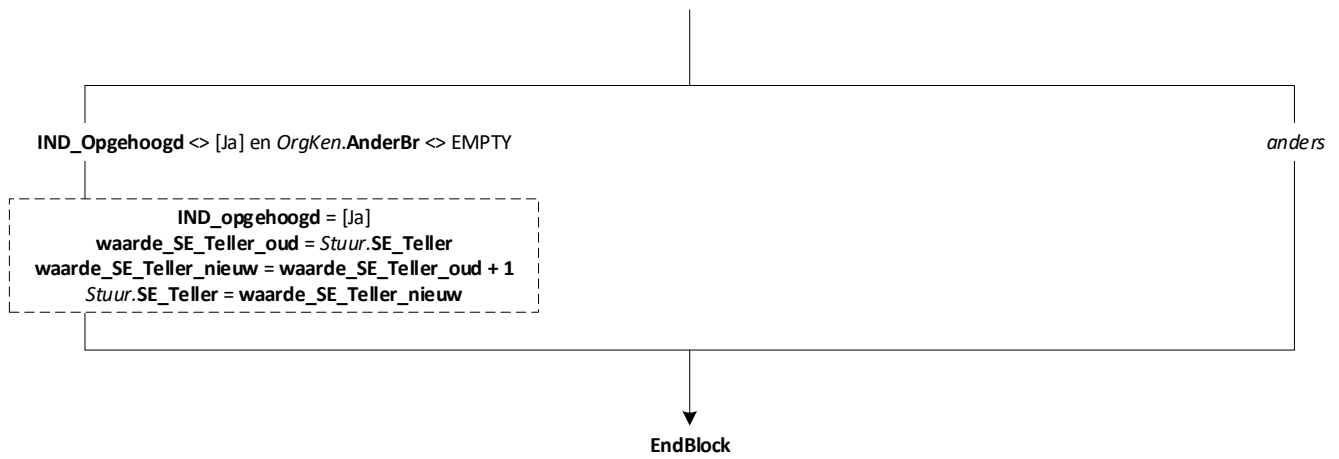 IND_Opgehoogd <> [Ja] en OrgKen.AnderBr <> EMPTY
anders
IND_opgehoogd = [Ja]
waarde_SE_Teller_oud = Stuur.SE_Teller
waarde_SE_Teller_nieuw = waarde_SE_Teller_oud + 1
Stuur.SE_Teller = waarde_SE_Teller_nieuw
EndBlock